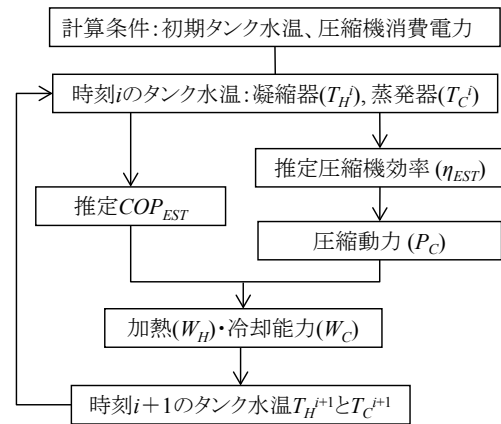 計算条件：初期タンク水温、圧縮機消費電力
時刻iのタンク水温：凝縮器(T_H^i), 蒸発器(T_C^i)
推定圧縮機効率 (η_EST)
推定COP_EST
圧縮動力 (P_C)
加熱(W_H)・冷却能力(W_C)
時刻i＋1のタンク水温T_H^{i+1}とT_C^{i+1}